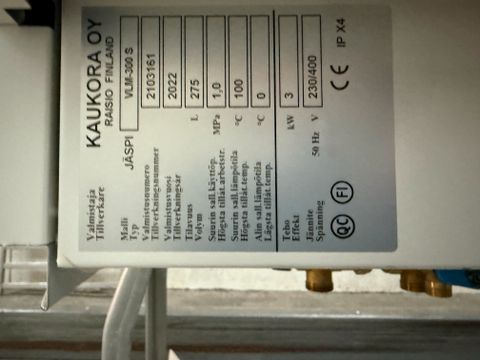 Valmistaja KAUKORA OY
Tillverkare RAISIO FINLAND
Malli JÄSPI VLM-300 S
Typ
Valmistusnumero 2103161
Tillverkningsnummer
Valmistusvuosi 2022
Tillverkningsår
Tilavuus L 275
Volym
Suurin sall.käyttöp. MPa 1,0
Högsta tillåt.arbetstr.
Suurin sall.lämpötila °C 100
Högsta tillåt.temp.
Alin sall.lämpötila °C 0
Lägsta tillåt.temp.
Teho kW 3
Effekt
Jännite 50 Hz V 230/400
Spänning
QC FI CE IP X4